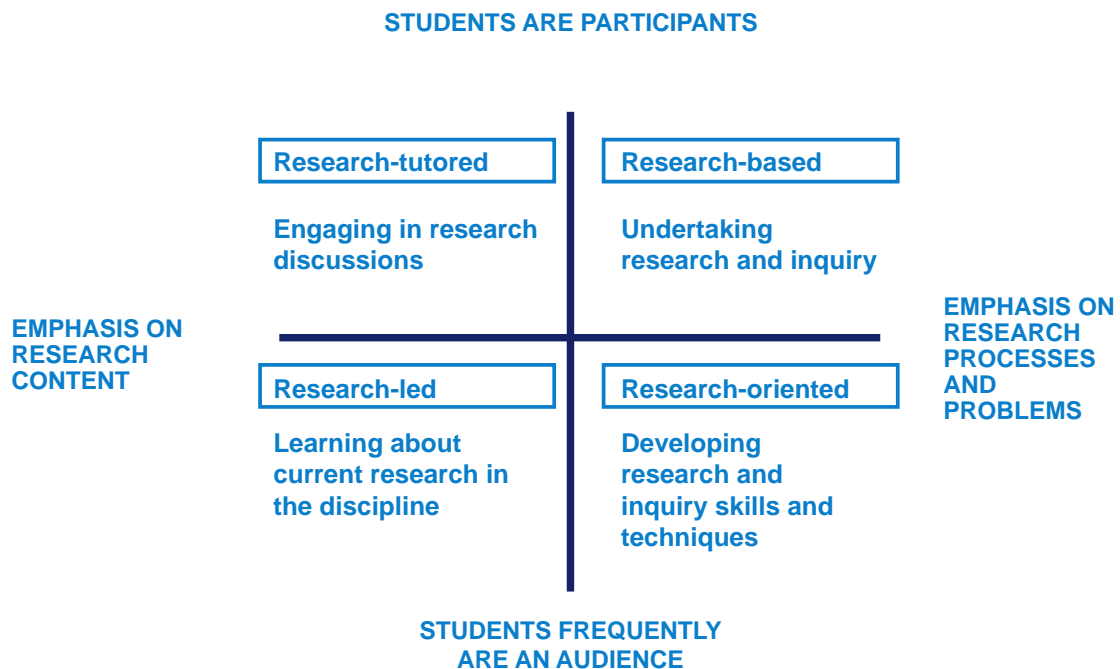 STUDENTS ARE PARTICIPANTS
Research-tutored
Engaging in research
discussions
Research-based
Undertaking
research and inquiry
EMPHASIS ON
RESEARCH
CONTENT
EMPHASIS ON
RESEARCH
PROCESSES
AND
PROBLEMS
Research-led
Learning about
current research in
the discipline
Research-oriented
Developing
research and
inquiry skills and
techniques
STUDENTS FREQUENTLY
ARE AN AUDIENCE